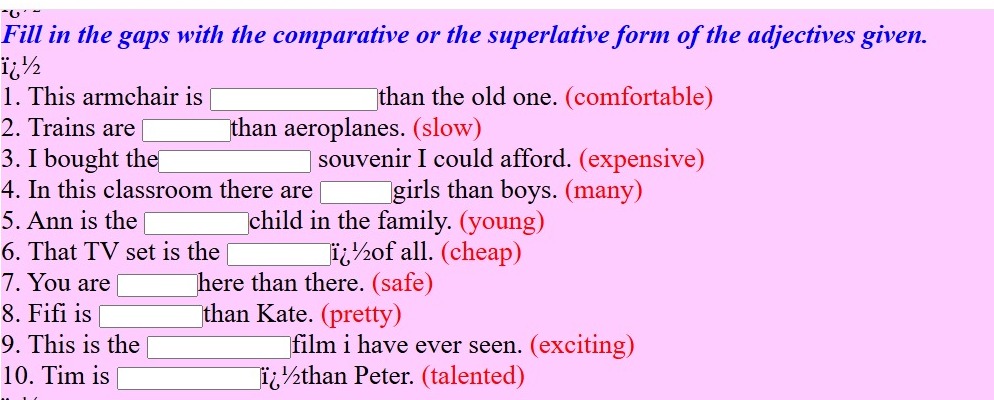 Fill in the gaps with the comparative or the superlative form of the adjectives given.
ï¿½
1. This armchair is than the old one. (comfortable)
2. Trains are than aeroplanes. (slow)
3. I bought the souvenir I could afford. (expensive)
4. In this classroom there are girls than boys. (many)
5. Ann is the child in the family. (young)
6. That TV set is the ï¿½of all. (cheap)
7. You are here than there. (safe)
8. Fifi is than Kate. (pretty)
9. This is the film i have ever seen. (exciting)
10. Tim is ï¿½than Peter. (talented)